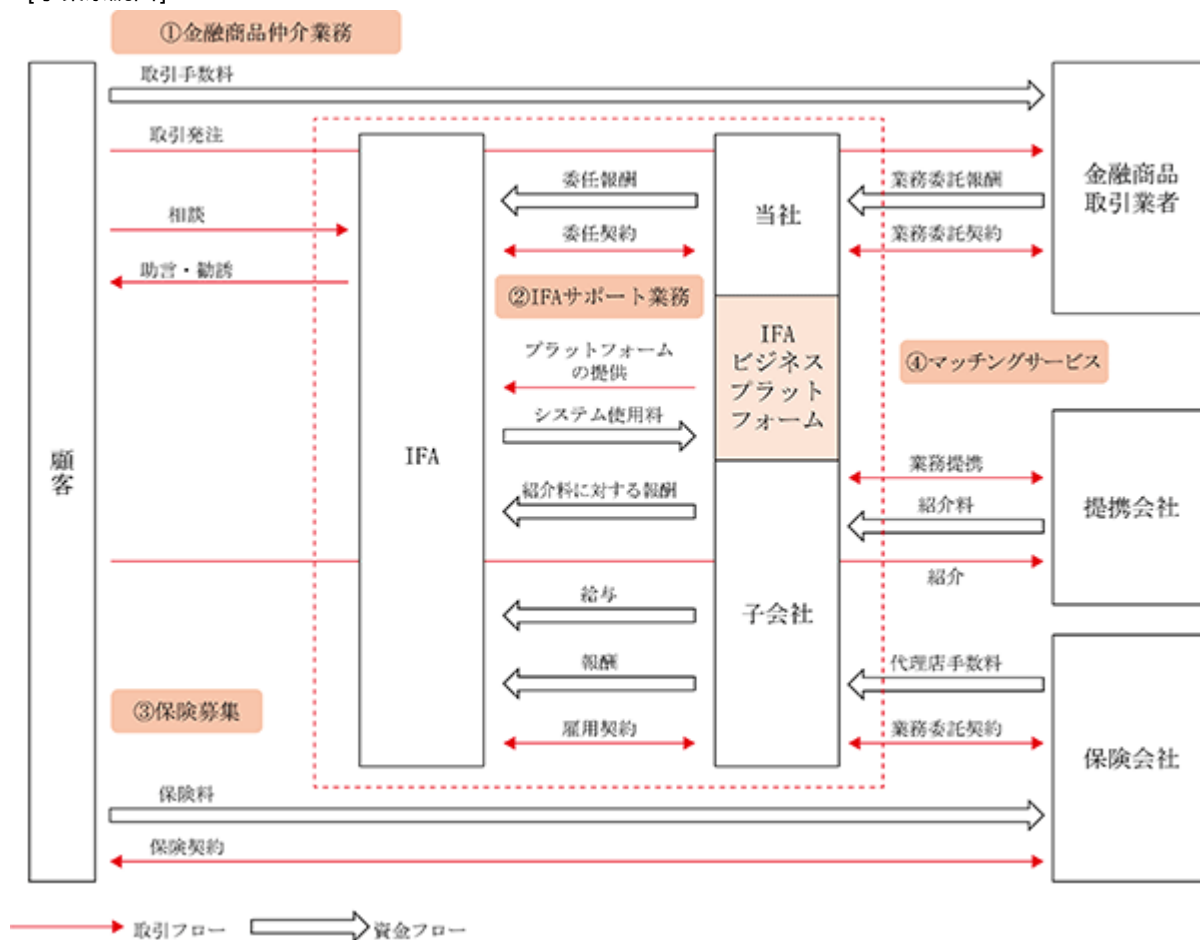 ①金融商品仲介業務
取引手数料
取引発注
相談
助言・勧誘
顧
客
IFA
委任報酬
委任契約
②IFAサポート業務
プラットフォーム
の提供
システム使用料
紹介料に対する報酬
給与
報酬
雇用契約
当社
IFA
ビジネス
プラット
フォーム
子会社
業務委託報酬
業務委託契約
④マッチングサービス
業務提携
紹介料
紹介
代理店手数料
業務委託契約
金融商品
取引業者
提携会社
保険会社
③保険募集
保険料
保険契約
取引フロー
資金フロー